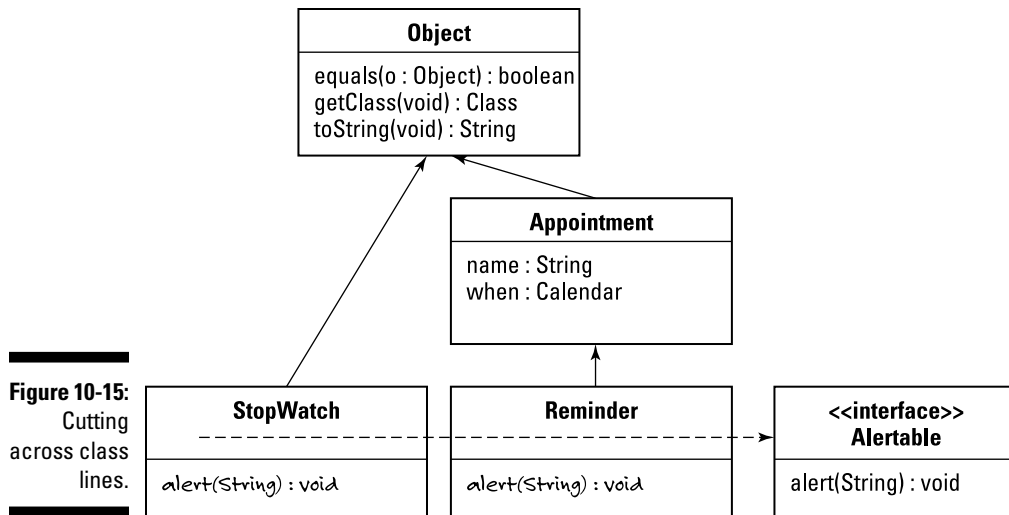 Object
equals(o : Object) : boolean
getClass(void) : Class
toString(void) : String
Appointment
name : String
when : Calendar
Figure 10-15:
Cutting
across class
lines.
StopWatch
alert(String) : void
Reminder
alert(String) : void
<<interface>>
Alertable
alert(String) : void